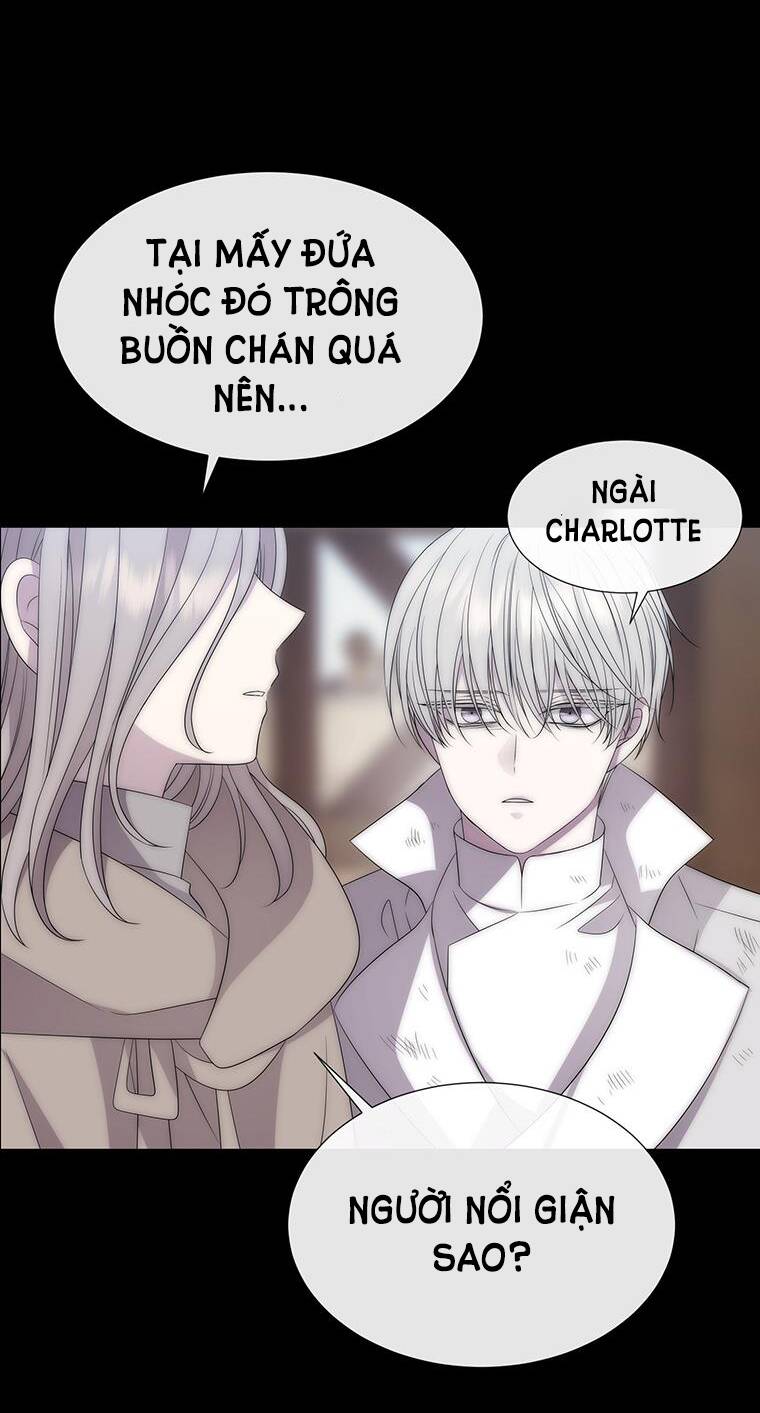 TẠI MẤY ĐỨA
NHÓC ĐÓ TRÔNG
BUỒN CHÁN QUÁ
NÊN...
NGÀI
CHARLOTTE
NGƯỜI NỔI GIẬN
SAO?